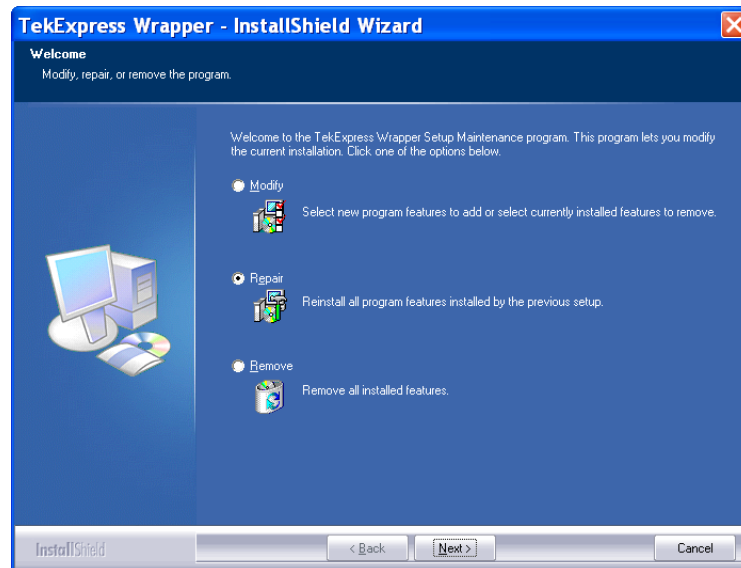 TekExpress Wrapper - InstallShield Wizard
Welcome
Modify, repair, or remove the program.
Welcome to the TekExpress Wrapper Setup Maintenance program. This program lets you modify
the current installation. Click one of the options below.
Modify
Select new program features to add or select currently installed features to remove.
Repair
Reinstall all program features installed by the previous setup.
Remove
Remove all installed features.
InstallShield
< Back
Next >
Cancel